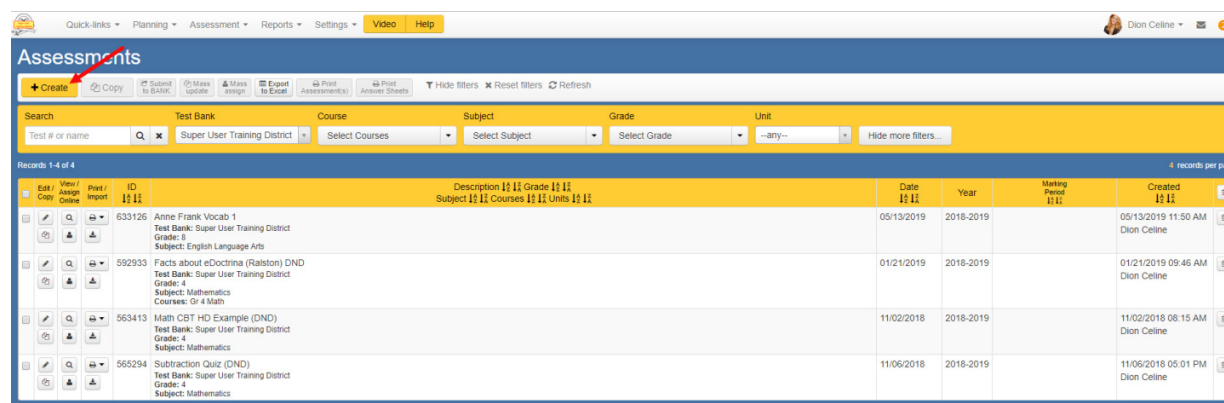 Quick-links Planning Assessment Reports Settings Video Help Dion Celine
Assessments
+ Create Copy Submit to BANK Mass update Mass assign Export to Excel Print Assessment(s) Print Answer Sheets Hide filters Reset filters Refresh
Search Test Bank Course Subject Grade Unit
Test # or name Super User Training District Select Courses Select Subject Select Grade --any-- Hide more filters...
Records 1-4 of 4 4 records per pa
Edit / Copy View / Assign Online Print / Import ID Description Grade Date Year Marking Period Created
Subject Courses Units
633126 Anne Frank Vocab 1 05/13/2019 2018-2019 05/13/2019 11:50 AM
Test Bank: Super User Training District Dion Celine
Grade: 8
Subject: English Language Arts
592933 Facts about eDoctrina (Ralston) DND 01/21/2019 2018-2019 01/21/2019 09:46 AM
Test Bank: Super User Training District Dion Celine
Grade: 4
Subject: Mathematics
Courses: Gr 4 Math
563413 Math CBT HD Example (DND) 11/02/2018 2018-2019 11/02/2018 08:15 AM
Test Bank: Super User Training District Dion Celine
Grade: 4
Subject: Mathematics
565294 Subtraction Quiz (DND) 11/06/2018 2018-2019 11/06/2018 05:01 PM
Test Bank: Super User Training District Dion Celine
Grade: 4
Subject: Mathematics